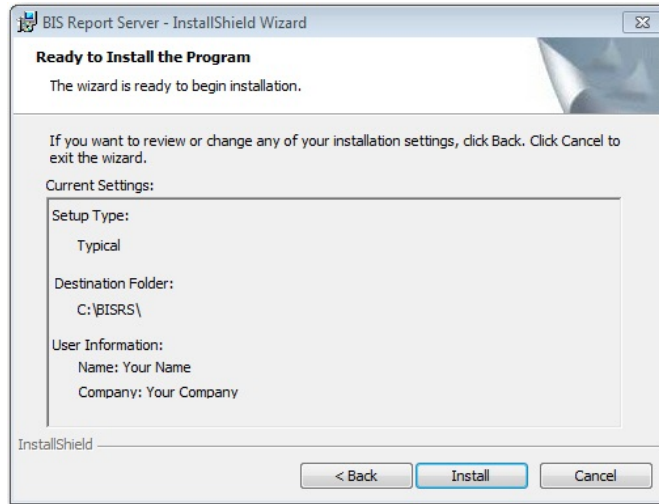 BIS Report Server - InstallShield Wizard
Ready to Install the Program
The wizard is ready to begin installation.
If you want to review or change any of your installation settings, click Back. Click Cancel to
exit the wizard.
Current Settings:
Setup Type:
Typical
Destination Folder:
C:\BISRS\
User Information:
Name: Your Name
Company: Your Company
InstallShield
< Back
Install
Cancel